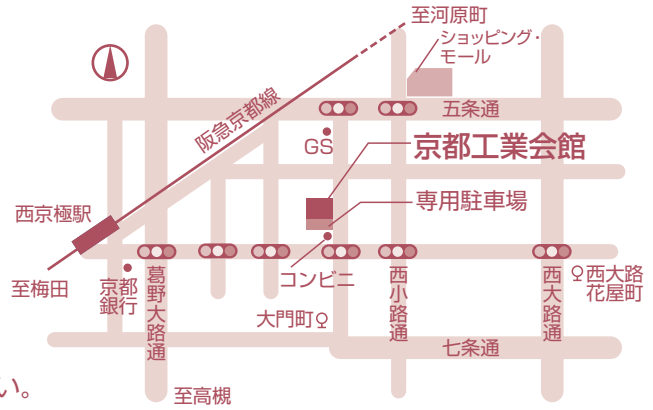 至河原町
ショッピング・
モール
阪急京都線
五条通
GS
京都工業会館
専用駐車場
西京極駅
至梅田
京都
銀行
葛野大路通
コンビニ
西小路通
西大路通
西大路
花屋町
大門町
七条通
至高槻
い。